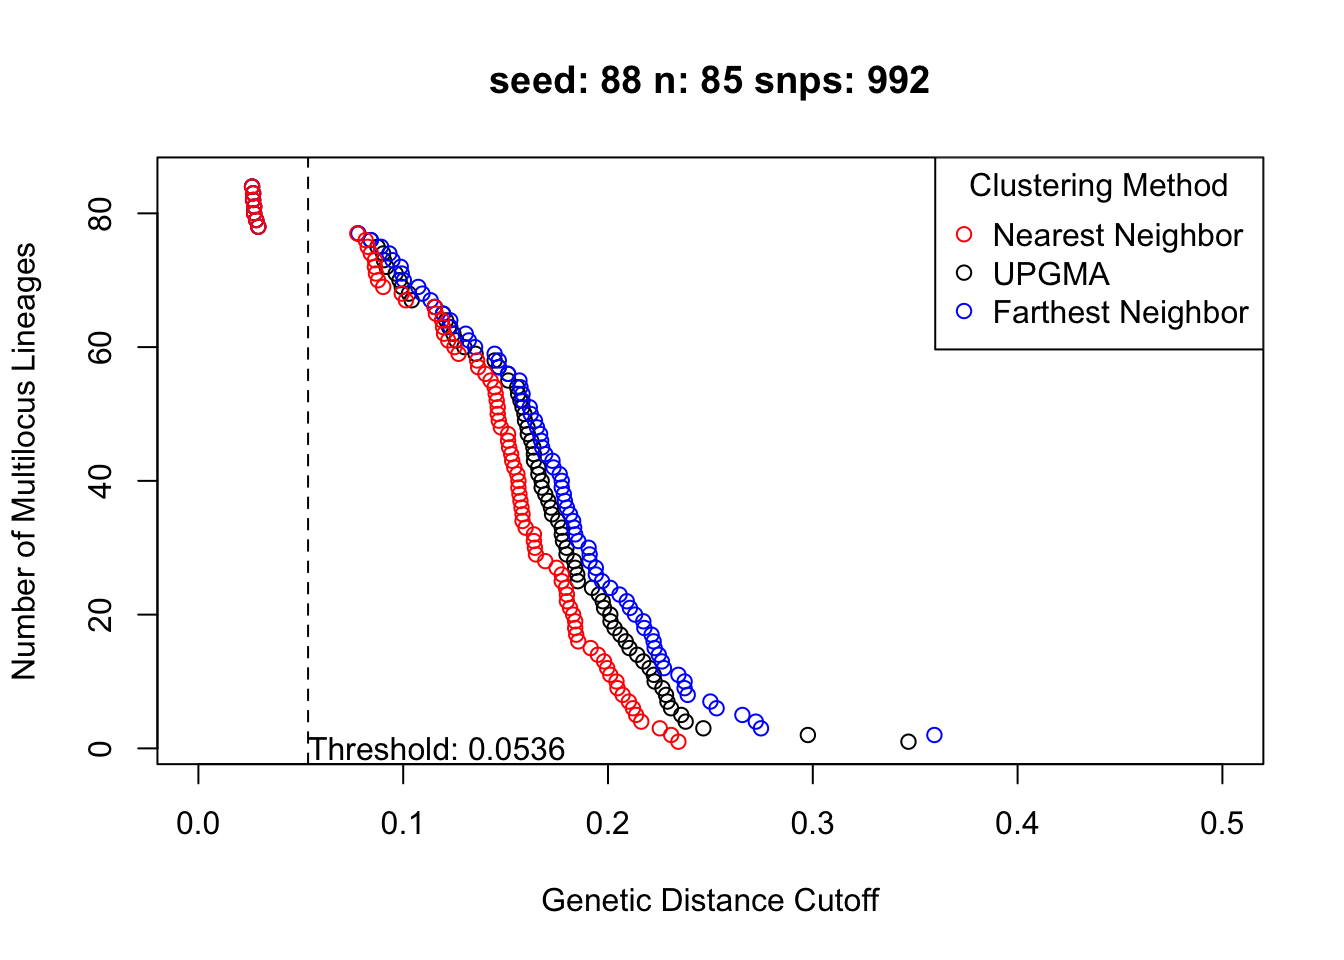 seed: 88 n: 85 snps: 992
Clustering Method
Nearest Neighbor
UPGMA
Farthest Neighbor
Number of Multilocus Lineages
80
60
40
20
0
Threshold: 0.0536
0.0 0.1 0.2 0.3 0.4 0.5
Genetic Distance Cutoff